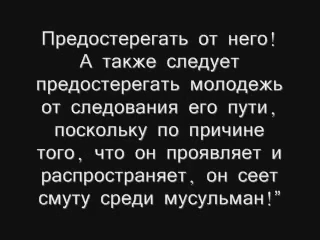 Предостерегать от него!
А также следует
предостерегать молодежь
от следования его пути,
поскольку по причине
того, что он проявляет и
распространяет, он сеет
смуту среди мусульман!”